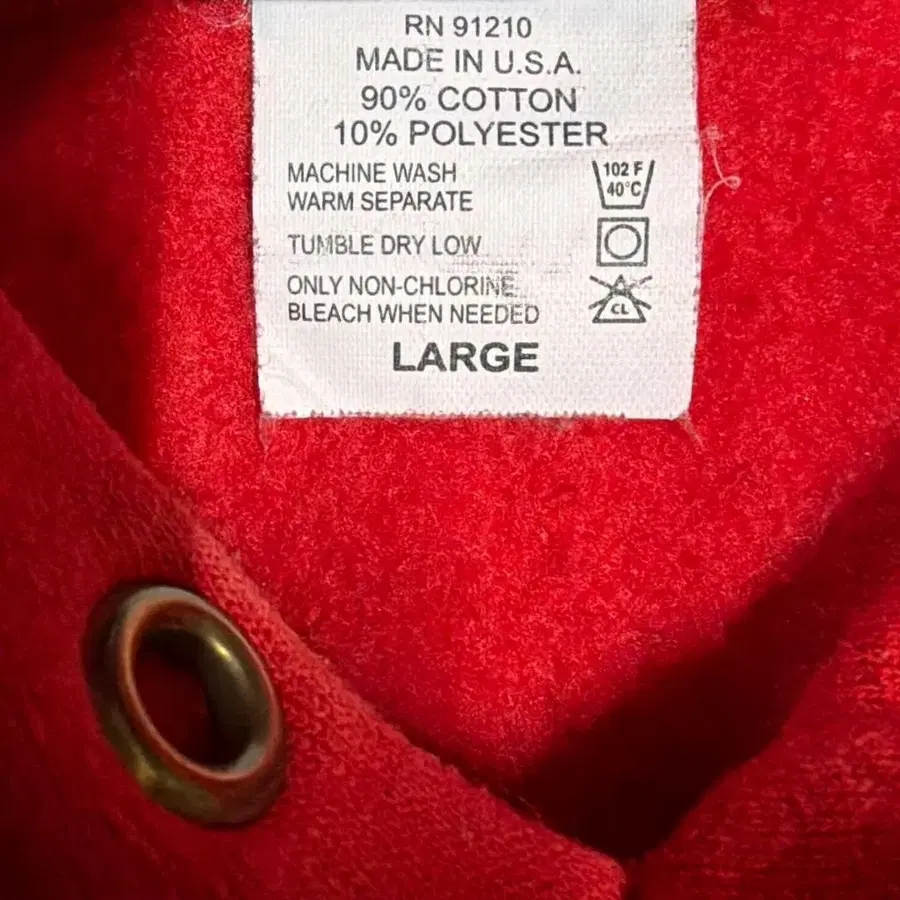 RN 91210
MADE IN U.S.A.
90% COTTON
10% POLYESTER
MACHINE WASH
WARM SEPARATE
102 F
40°C
TUMBLE DRY LOW
ONLY NON-CHLORINE
BLEACH WHEN NEEDED
CL
LARGE